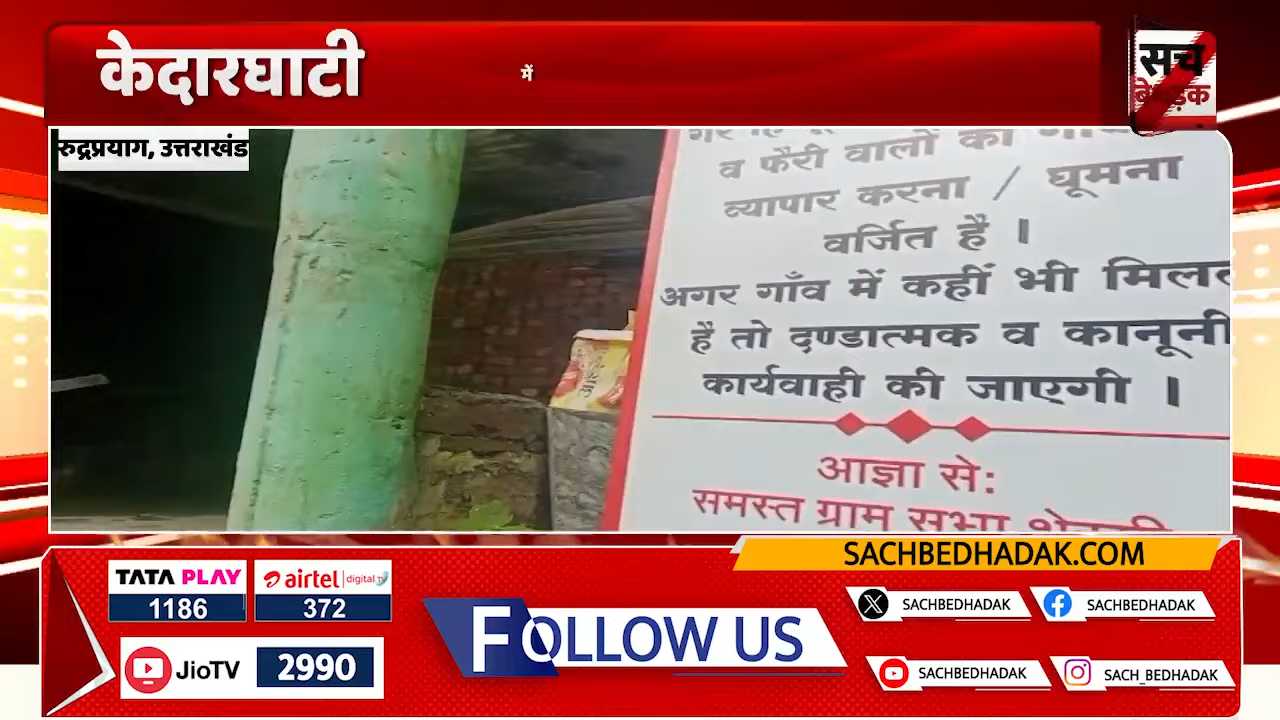 केदारघाटी में
सच
बेधड़क
रुद्रप्रयाग, उत्तराखंड
व फैरी वालों का
व्यापार करना / घूमना
वर्जित है ।
अगर गाँव में कहीं भी
है तो दण्डात्मक व कानूनी
कार्यवाही की जाएगी ।
आज्ञा से:
समस्त ग्राम सभा
SACHBEDHADAK.COM
TATA PLAY
1186
airtel digital TV
372
JioTV 2990
FOLLOW US
SACHBEDHADAK
SACHBEDHADAK
SACHBEDHADAK
SACH_BEDHADAK